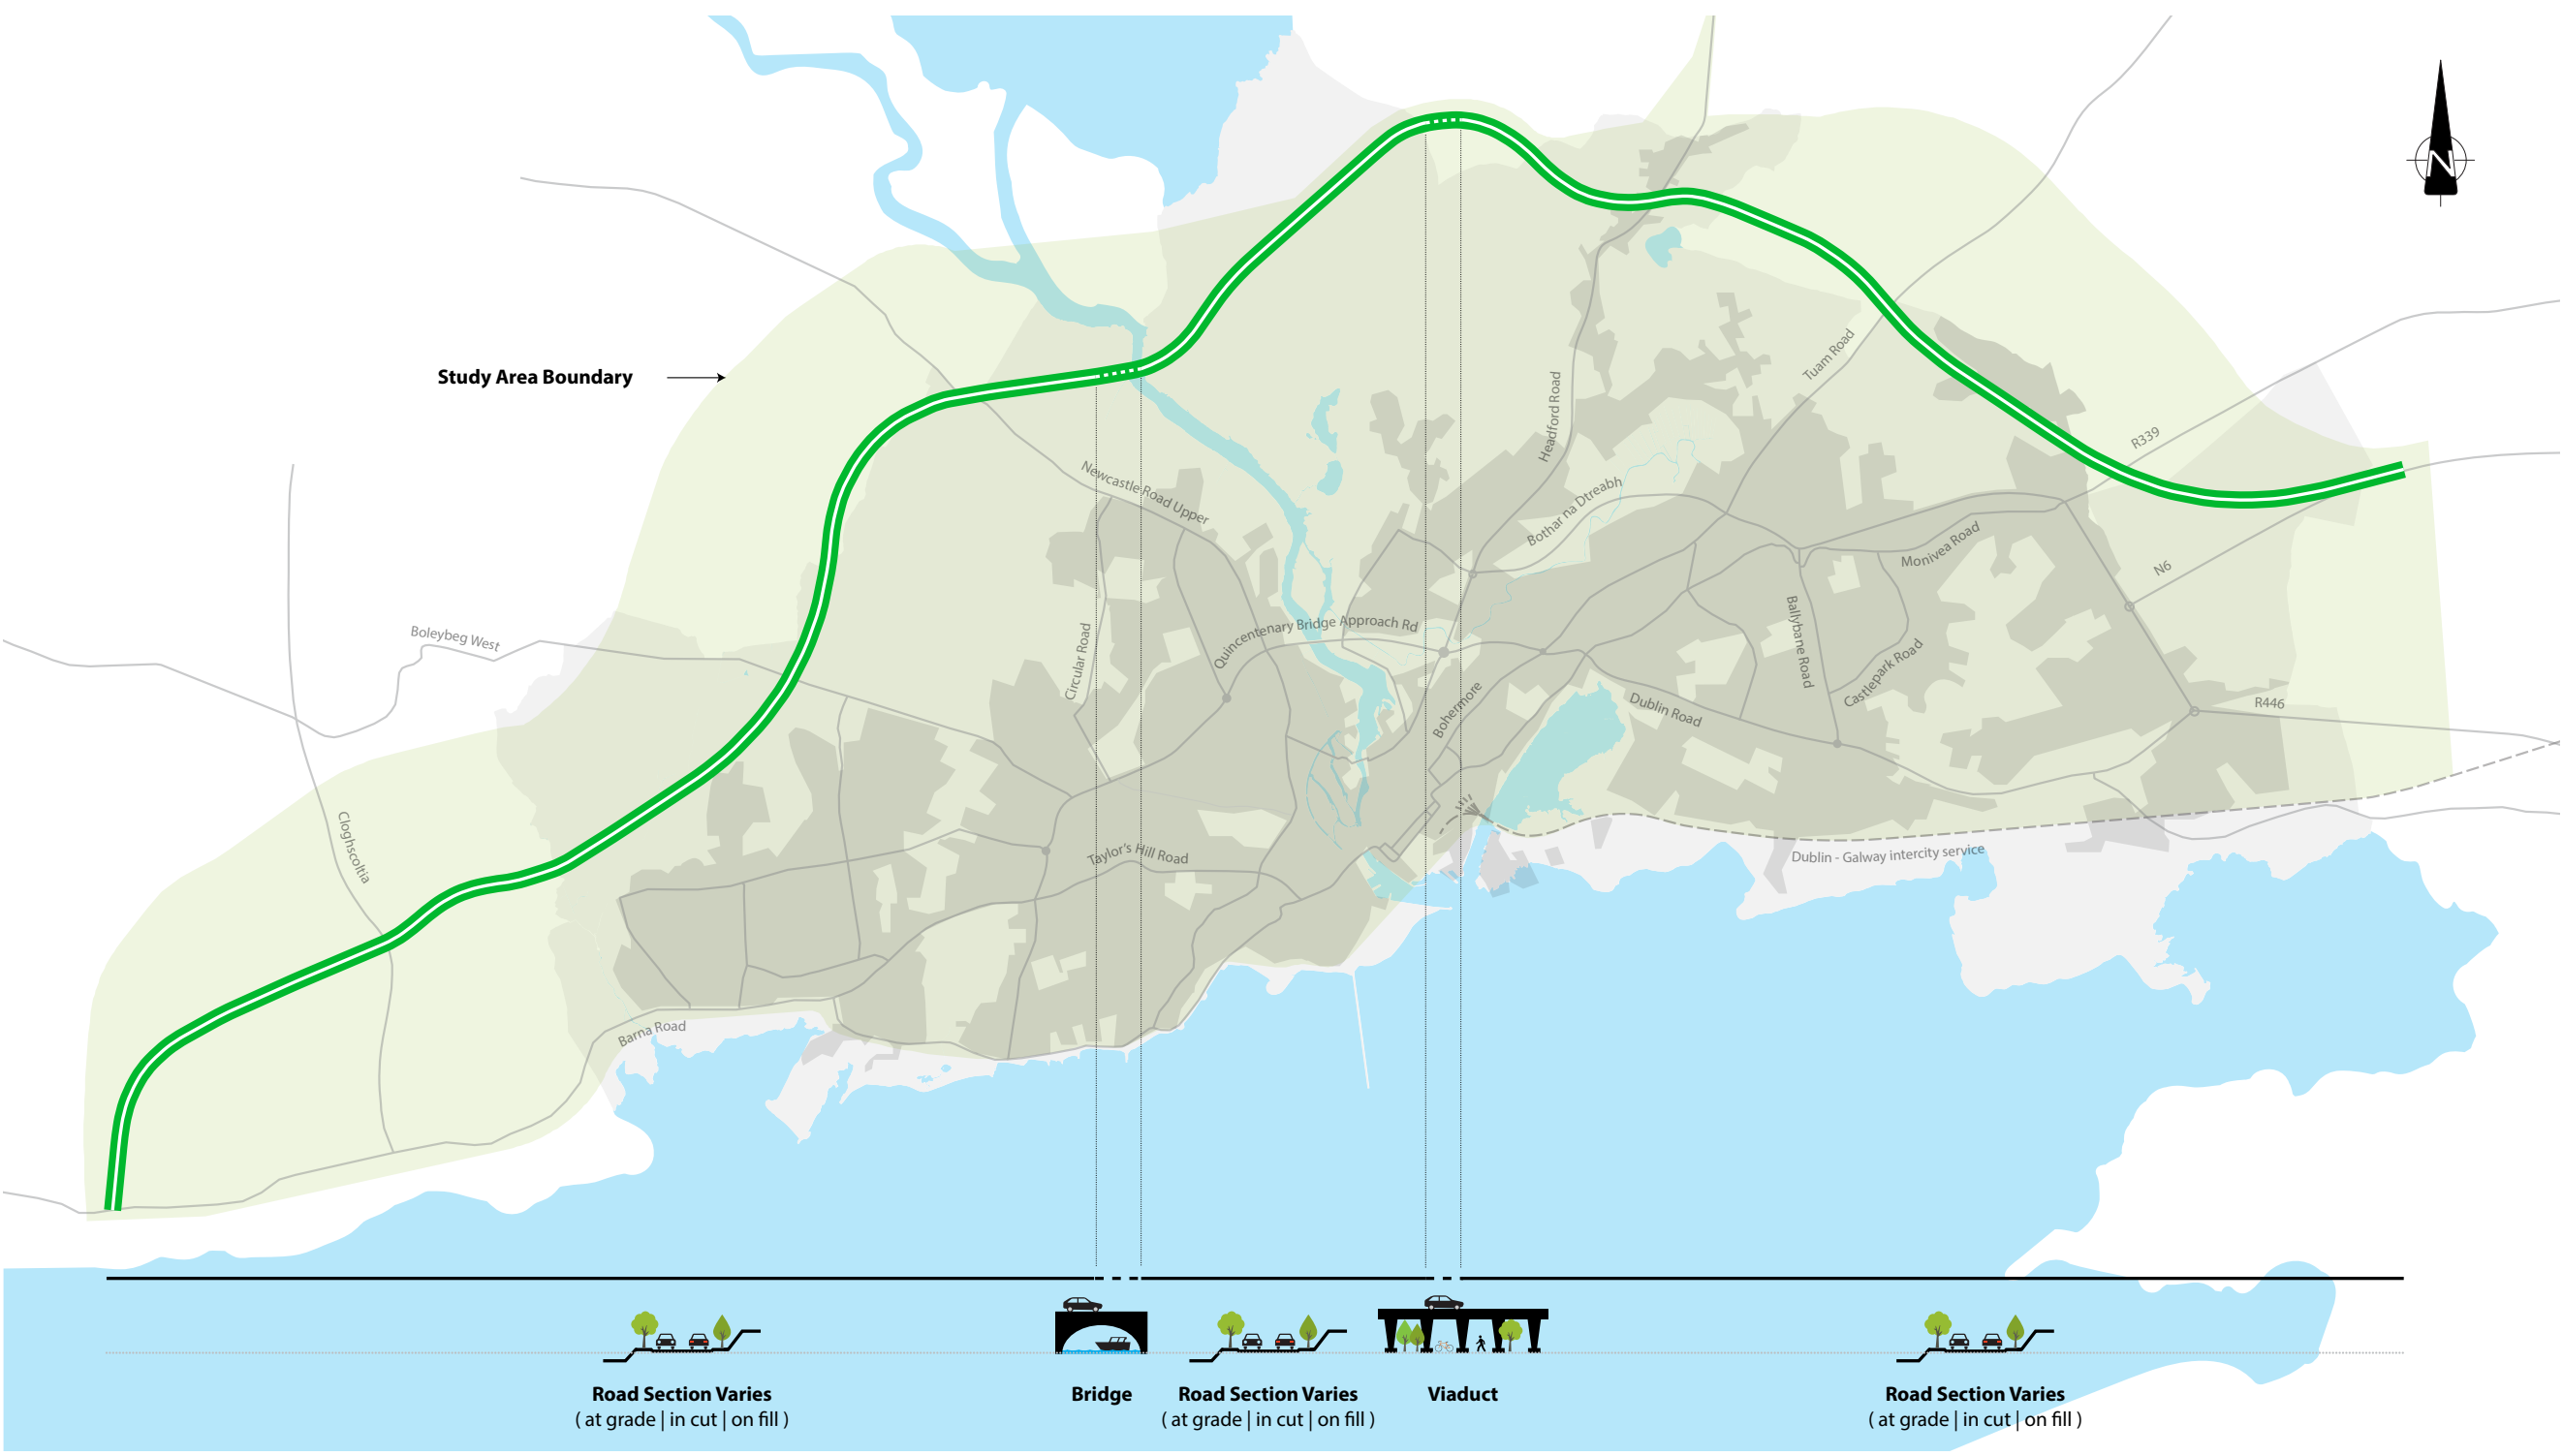 N
Study Area Boundary
Headford Road
Tuam Road
R339
Newcastle Road Upper
Bothar na Dtreabh
Monivea Road
N6
Boleybeg West
Circular Road
Quincentenary Bridge Approach Rd
Ballybane Road
Castlepark Road
Bohermore
Dublin Road
R446
Cloghscoltia
Taylor's Hill Road
Dublin - Galway intercity service
Barna Road
Road Section Varies
( at grade | in cut | on fill )
Bridge
Road Section Varies
( at grade | in cut | on fill )
Viaduct
Road Section Varies
( at grade | in cut | on fill )